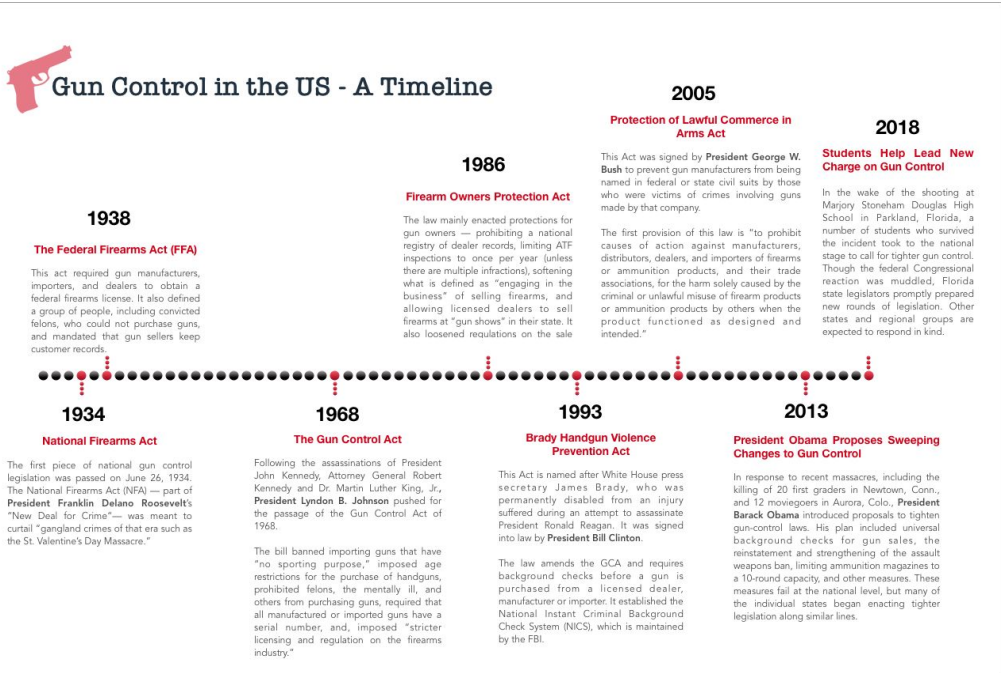 Gun Control in the US - A Timeline
1938
The Federal Firearms Act (FFA)
This act required gun manufacturers,
importers, and dealers to obtain a
federal firearms license. It also defined
a group of people, including convicted
felons, who could not purchase guns,
and mandated that gun sellers keep
customer records.
1986
Firearm Owners Protection Act
The law mainly enacted protections for
gun owners — prohibiting a national
registry of dealer records, limiting ATF
inspections to once per year (unless
there are multiple infractions), softening
what is defined as "engaging in the
business" of selling firearms, and
allowing licensed dealers to sell
firearms at "gun shows" in their state. It
also loosened regulations on the sale
2005
Protection of Lawful Commerce in
Arms Act
This Act was signed by President George W.
Bush to prevent gun manufacturers from being
named in federal or state civil suits by those
who were victims of crimes involving guns
made by that company.
The first provision of this law is "to prohibit
causes of action against manufacturers,
distributors, dealers, and importers of firearms
or ammunition products, and their trade
associations, for the harm solely caused by the
criminal or unlawful misuse of firearm products
or ammunition products by others when the
product functioned as designed and
intended."
2018
Students Help Lead New
Charge on Gun Control
In the wake of the shooting at
Marjory Stoneham Douglas High
School in Parkland, Florida, a
number of students who survived
the incident took to the national
stage to call for tighter gun control.
Though the federal Congressional
reaction was muddled, Florida
state legislators promptly prepared
new rounds of legislation. Other
states and regional groups are
expected to respond in kind.
1934
National Firearms Act
The first piece of national gun control
legislation was passed on June 26, 1934.
The National Firearms Act (NFA) — part of
President Franklin Delano Roosevelt's
"New Deal for Crime"— was meant to
curtail "gangland crimes of that era such as
the St. Valentine's Day Massacre."
1968
The Gun Control Act
Following the assassinations of President
John Kennedy, Attorney General Robert
Kennedy and Dr. Martin Luther King, Jr.,
President Lyndon B. Johnson pushed for
the passage of the Gun Control Act of
1968.
The bill banned importing guns that have
"no sporting purpose," imposed age
restrictions for the purchase of handguns,
prohibited felons, the mentally ill, and
others from purchasing guns, required that
all manufactured or imported guns have a
serial number, and, imposed "stricter
licensing and regulation on the firearms
industry."
1993
Brady Handgun Violence
Prevention Act
This Act is named after White House press
secretary James Brady, who was
permanently disabled from an injury
suffered during an attempt to assassinate
President Ronald Reagan. It was signed
into law by President Bill Clinton.
The law amends the GCA and requires
background checks before a gun is
purchased from a licensed dealer,
manufacturer or importer. It established the
National Instant Criminal Background
Check System (NICS), which is maintained
by the FBI.
2013
President Obama Proposes Sweeping
Changes to Gun Control
In response to recent massacres, including the
killing of 20 first graders in Newtown, Conn.,
and 12 moviegoers in Aurora, Colo., President
Barack Obama introduced proposals to tighten
gun-control laws. His plan included universal
background checks for gun sales, the
reinstatement and strengthening of the assault
weapons ban, limiting ammunition magazines to
a 10-round capacity, and other measures. These
measures fail at the national level, but many of
the individual states began enacting tighter
legislation along similar lines.